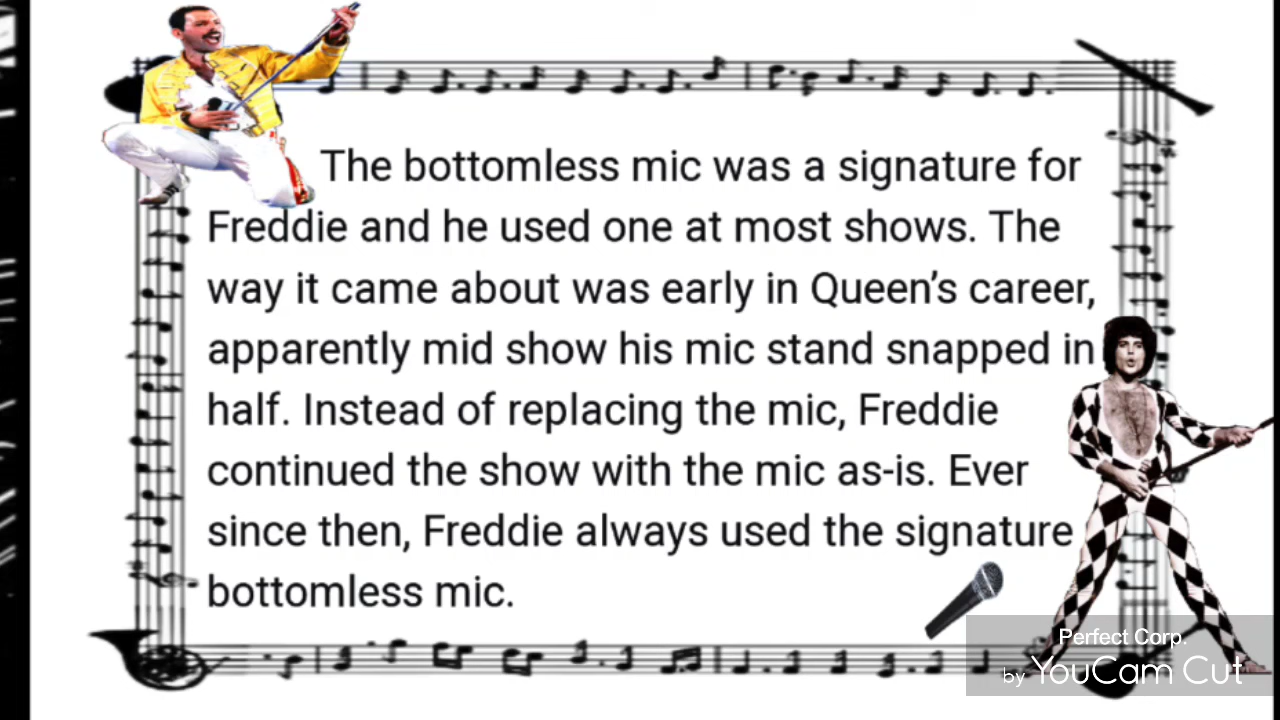 The bottomless mic was a signature for
Freddie and he used one at most shows. The
way it came about was early in Queen’s career,
apparently mid show his mic stand snapped in
half. Instead of replacing the mic, Freddie
continued the show with the mic as-is. Ever
since then, Freddie always used the signature
bottomless mic.
Perfect Corp.
by YouCam Cut